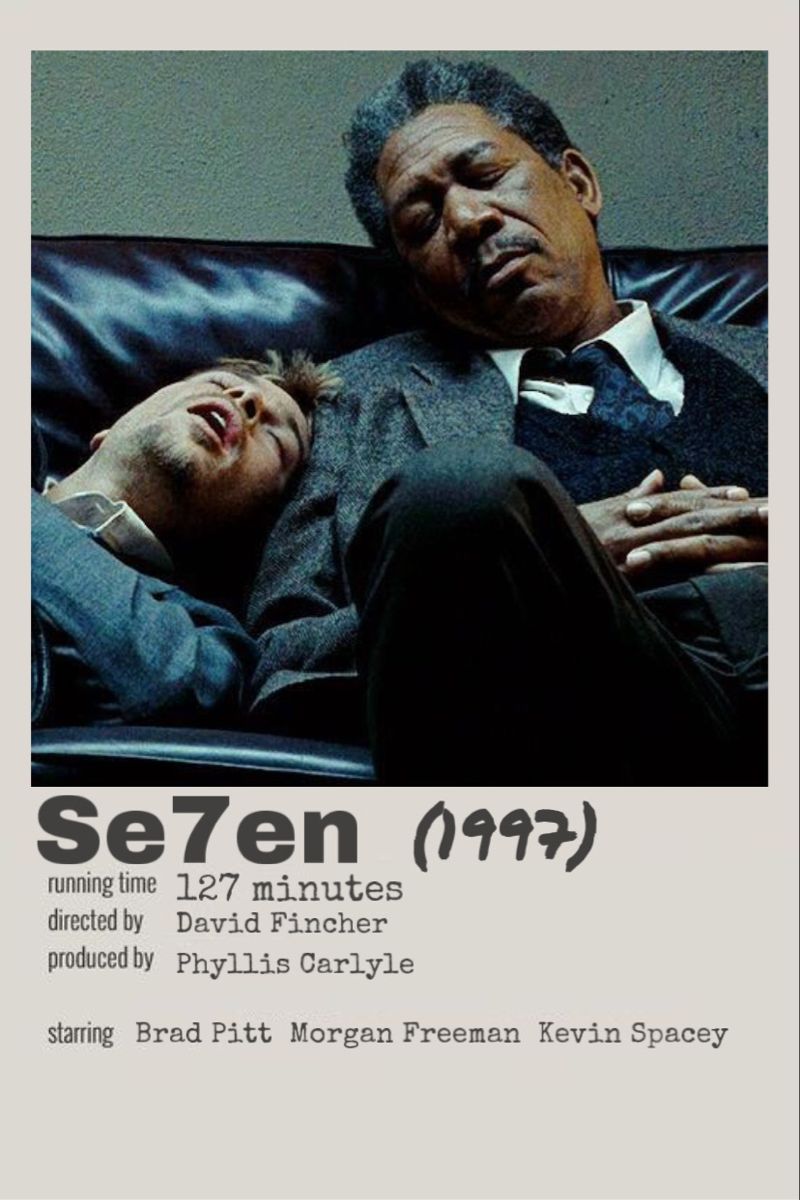 Se7en (1997)
running time 127 minutes
directed by David Fincher
produced by Phyllis Carlyle
starring Brad Pitt Morgan Freeman Kevin Spacey